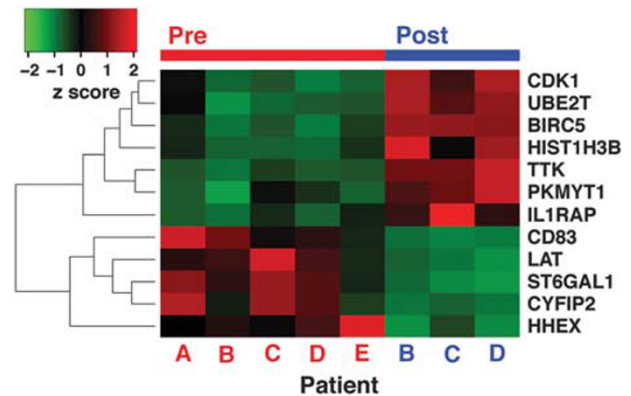 Pre Post
−2 −1 0 1 2
z score
CDK1
UBE2T
BIRC5
HIST1H3B
TTK
PKMYT1
IL1RAP
CD83
LAT
ST6GAL1
CYFIP2
HHEX
A B C D E B C D
Patient